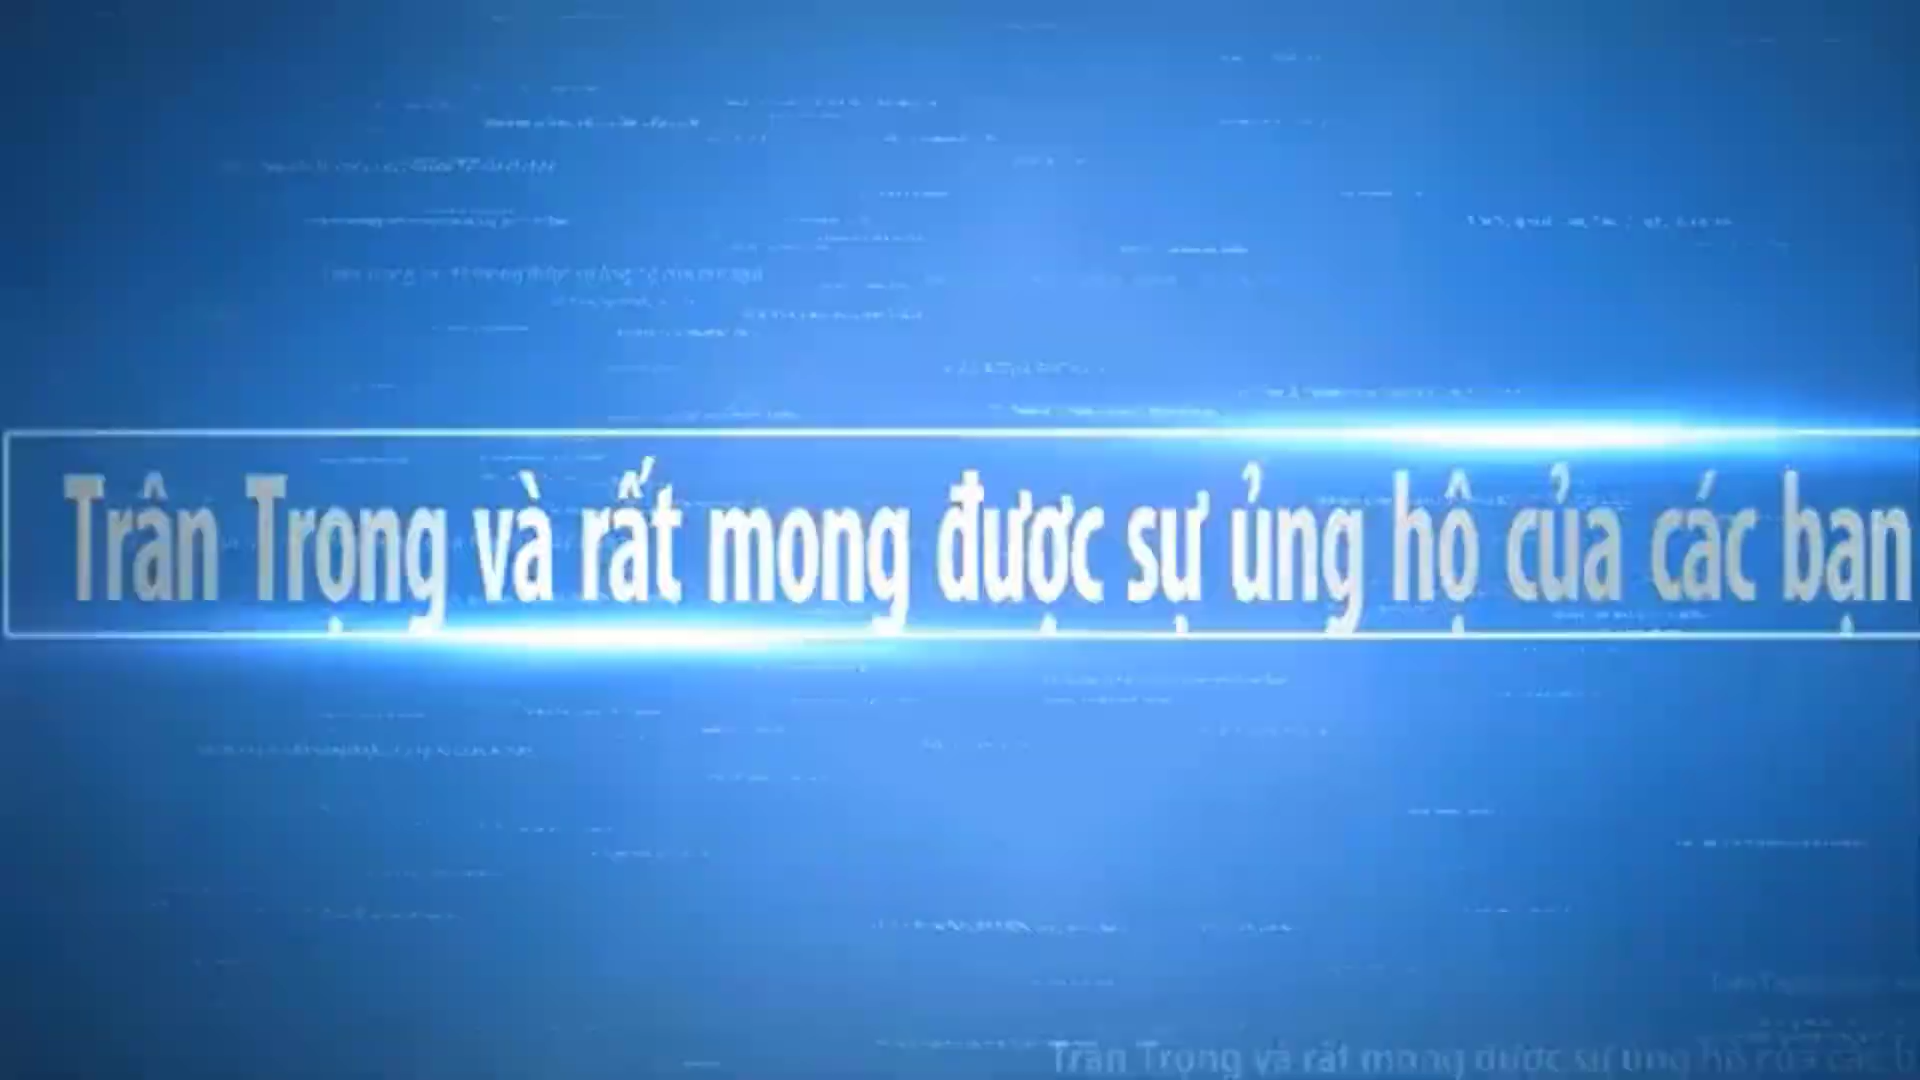 Trân Trọng và rất mong được sự ủng hộ của các bạn
Trân Trọng và rất mong được sự ủng hộ của các